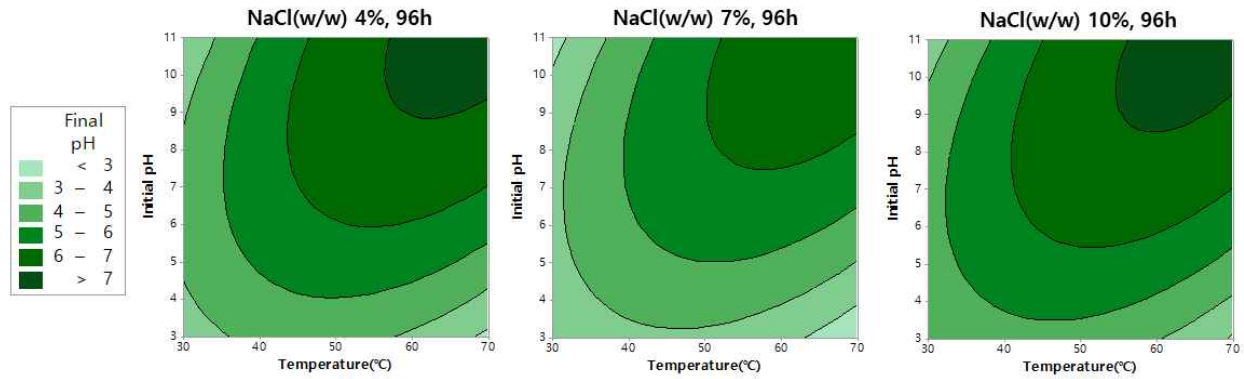 NaCl(w/w) 4%, 96h
NaCl(w/w) 7%, 96h
NaCl(w/w) 10%, 96h
Final
pH
< 3
3 – 4
4 – 5
5 – 6
6 – 7
> 7
Initial pH
11
10
9
8
7
6
5
4
3
30
40
50
60
70
Temperature(℃)
Initial pH
11
10
9
8
7
6
5
4
3
30
40
50
60
70
Temperature(℃)
Initial pH
11
10
9
8
7
6
5
4
3
30
40
50
60
70
Temperature(℃)